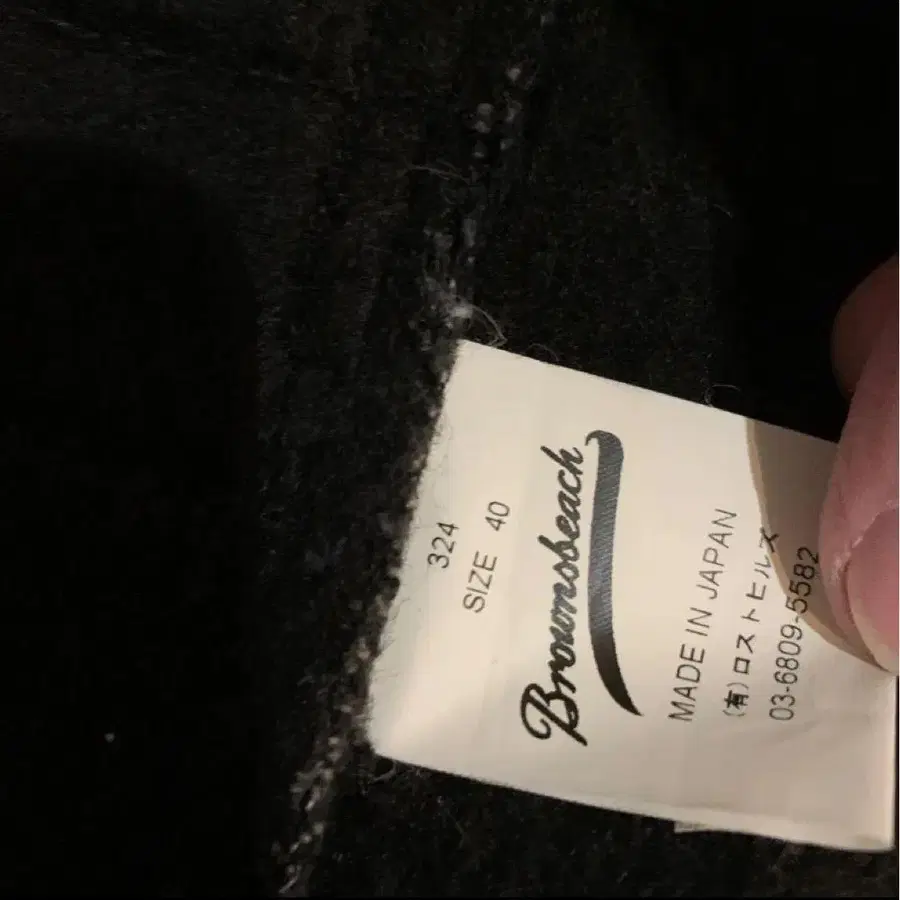 324
SIZE 40
Brownsbeach
MADE IN JAPAN
(有)ロストヒルズ
03-6809-5582